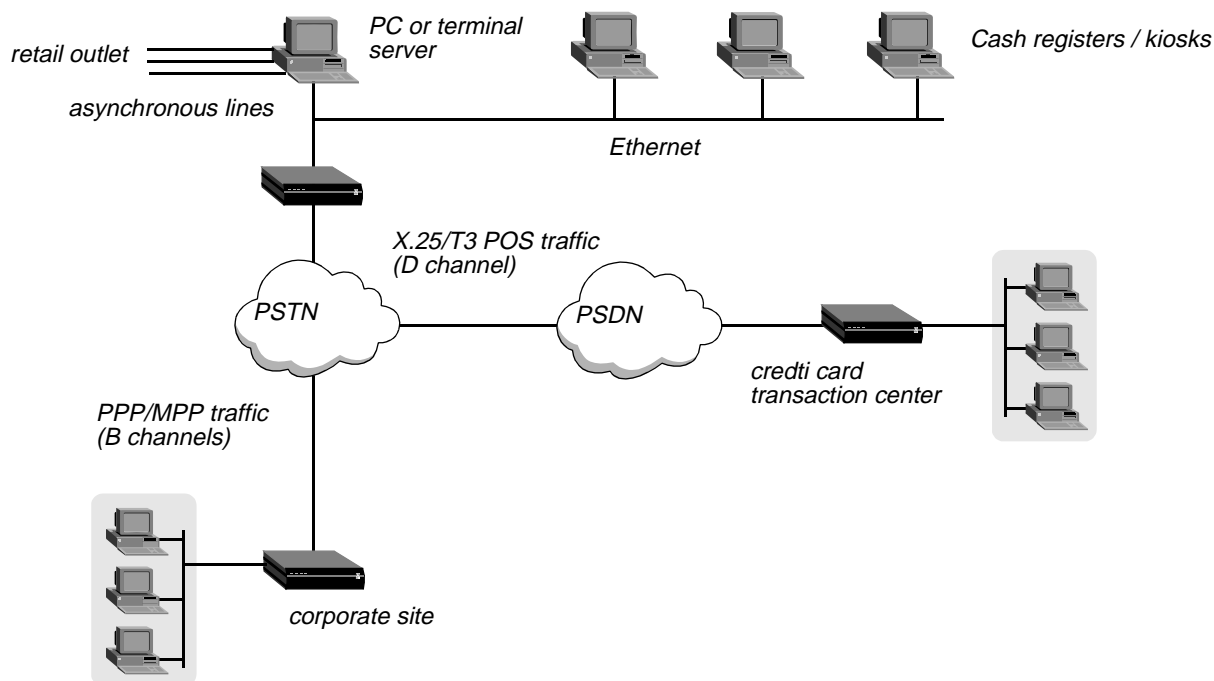 retail outlet
asynchronous lines
PC or terminal
server
Cash registers / kiosks
Ethernet
X.25/T3 POS traffic
(D channel)
PSTN
PSDN
credti card
transaction center
PPP/MPP traffic
(B channels)
corporate site